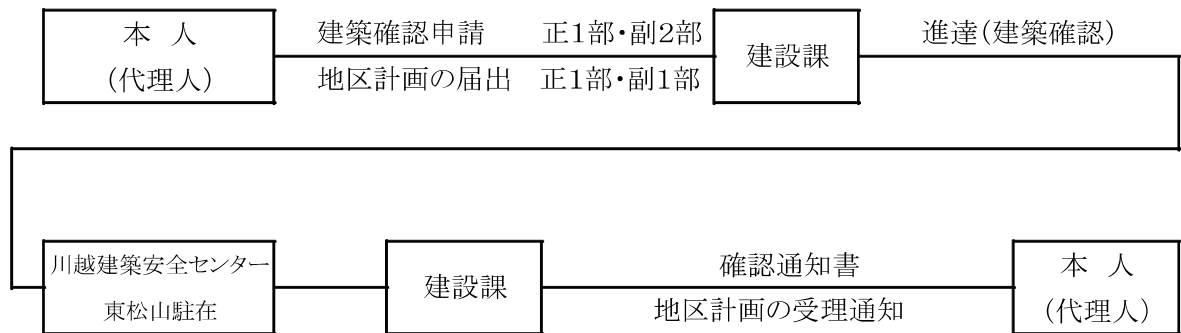 本 人
(代理人)
建築確認申請 正1部・副2部
地区計画の届出 正1部・副1部
建設課
進達(建築確認)
川越建築安全センター
東松山駐在
建設課
確認通知書
地区計画の受理通知
本 人
(代理人)